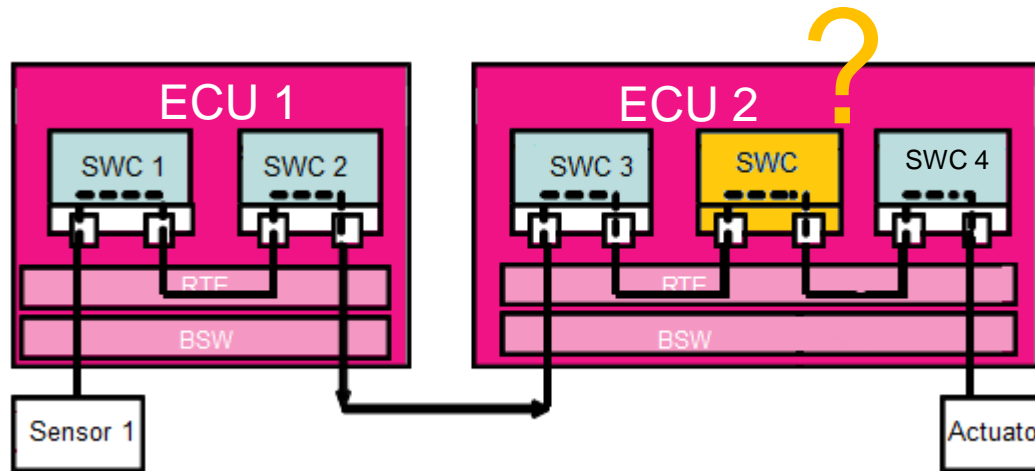 ?
ECU 1
ECU 2
SWC 1
SWC 2
SWC 3
SWC
SWC 4
RTE
RTE
BSW
BSW
Sensor 1
Actuato